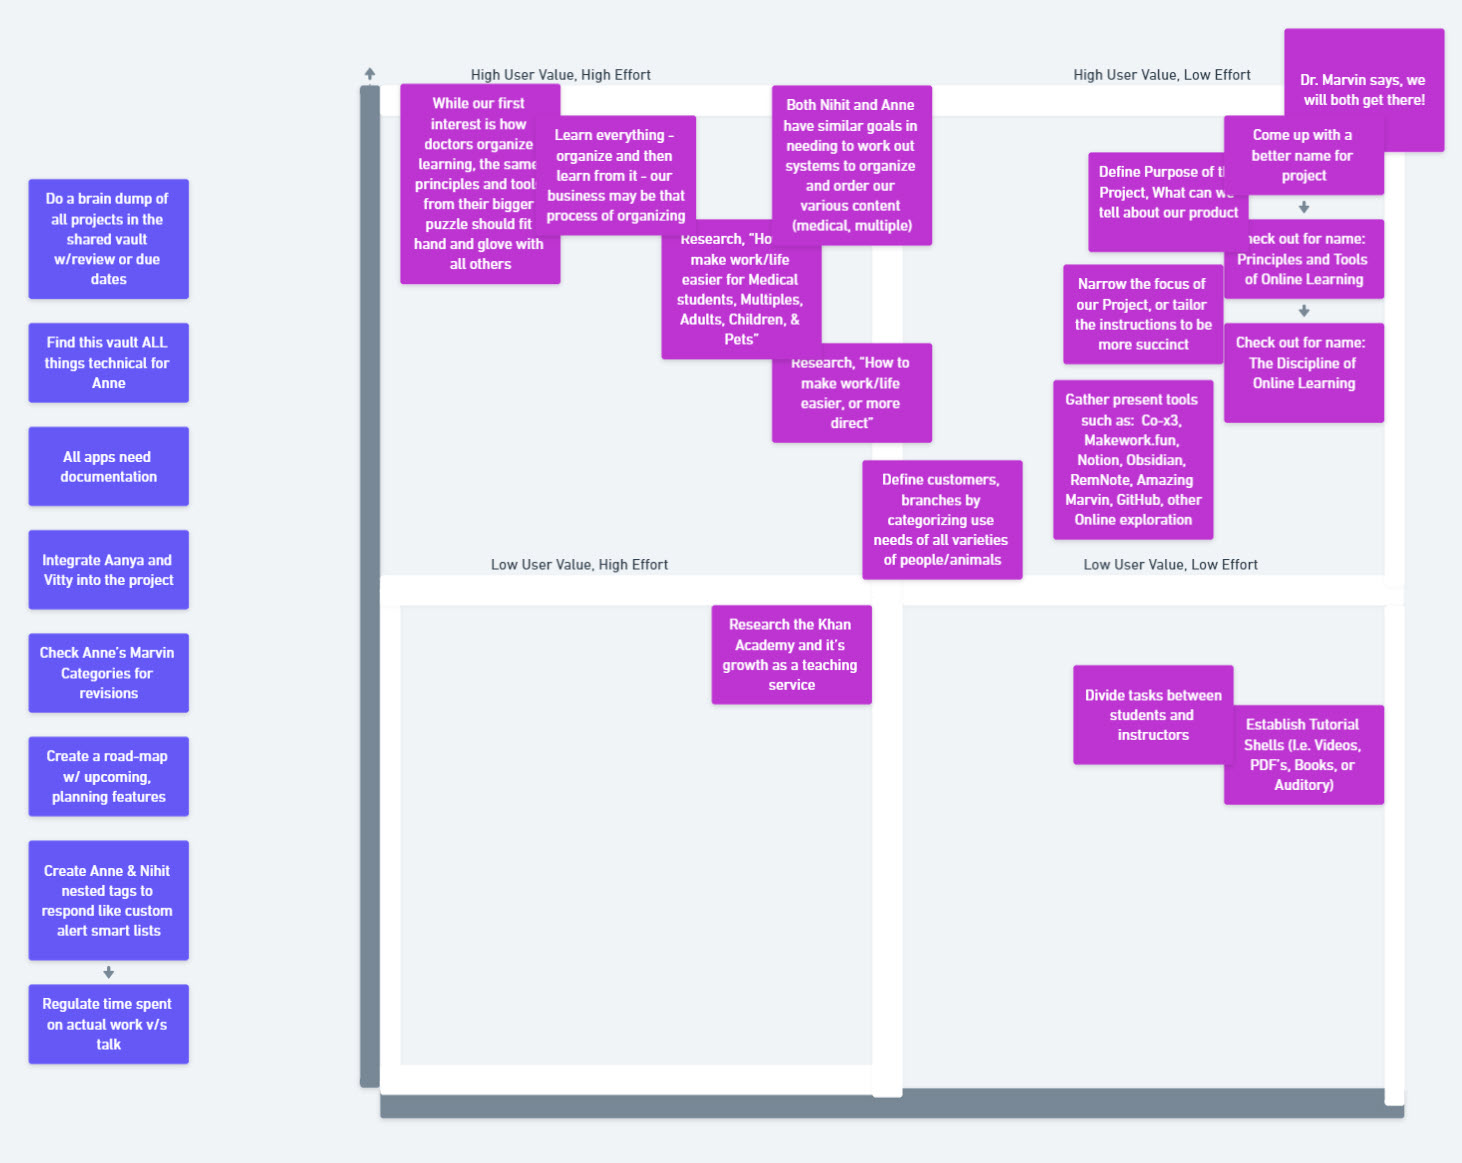 Do a brain dump of
all projects in the
shared vault
w/review or due
dates
Find this vault ALL
things technical for
Anne
All apps need
documentation
Integrate Aanya and
Vitty into the project
Check Anne's Marvin
Categories for
revisions
Create a road-map
w/ upcoming,
planning features
Create Anne & Nihit
nested tags to
respond like custom
alert smart lists
Regulate time spent
on actual work v/s
talk
High User Value, High Effort
While our first
interest is how
doctors organize
learning, the same
principles and
from their bigger
puzzle should fit
hand and glove with
all others
Learn everything -
organize and then
learn from it - our
business may be that
process of organizing
Both Nihit and Anne
have similar goals in
needing to work out
systems to organize
and order our
various content
(medical, multiple)
Research, "How
make work/life
easier for Medical
students, Multiples,
Adults, Children, &
Pets"
Research, "How to
make work/life
easier, or more
direct"
Define customers,
branches by
categorizing use
needs of all varieties
of people/animals
High User Value, Low Effort
Dr. Marvin says, we
will both get there!
Come up with a
better name for
project
Define Purpose of
Project, What can
tell about our product
heck out for name:
Principles and Tools
of Online Learning
Narrow the focus of
our Project, or tailor
the instructions to be
more succinct
Check out for name:
The Discipline of
Online Learning
Gather present tools
such as: Co-x3,
Makework.fun,
Notion, Obsidian,
RemNote, Amazing
Marvin, GitHub, other
Online exploration
Low User Value, High Effort
Research the Khan
Academy and it's
growth as a teaching
service
Low User Value, Low Effort
Divide tasks between
students and
instructors
Establish Tutorial
Shells (I.e. Videos,
PDF's, Books, or
Auditory)